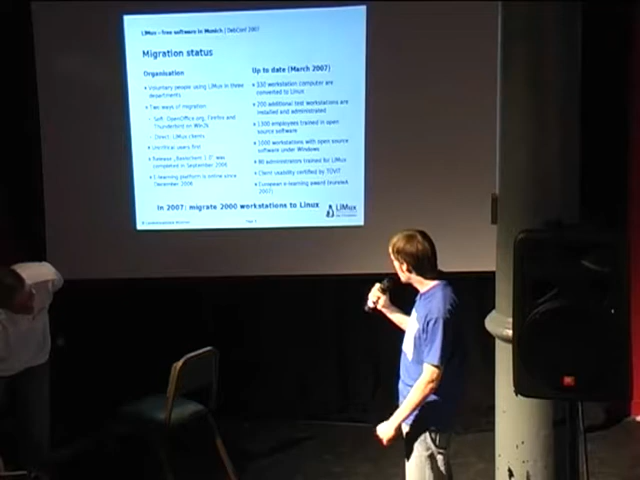 LiMux - free software in Munich | DebConf 2007
Migration status
Organisation
Voluntary people using LiMux in three
departments
Two ways of migration:
Soft: OpenOffice.org, Firefox and
Thunderbird on Win2k
Direct: LiMux clients
Uncritical users first
Release „Basisclient 1.0“ was
completed in September 2006
E-learning platform is online since
December 2006
Up to date (March 2007)
workstation computer are
converted to Linux
200 additional test workstations are
installed and administrated
1300 employees trained in open
source software
workstations with open source
software under Windows
administrators trained for LiMux
Client usability certified by TÜVIT
European e-learning award (eureleA
2007)
In 2007: migrate 2000 workstations to Linux
LiMux